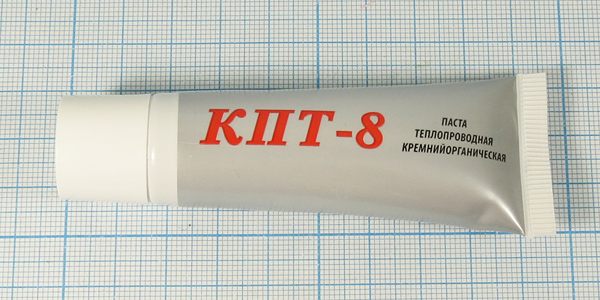 КПТ-8
ПАСТА
ТЕПЛОПРОВОДНАЯ
КРЕМНИЙОРГАНИЧЕСКАЯ